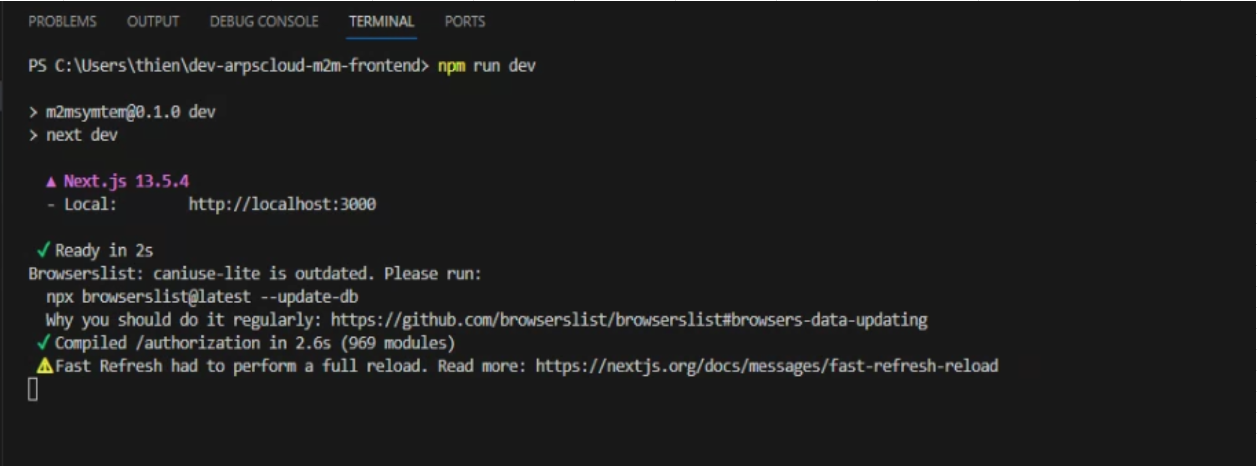 PROBLEMS OUTPUT DEBUG CONSOLE TERMINAL PORTS
PS C:\Users\thien\dev-arpscloud-m2m-frontend> npm run dev
> m2msymtem@0.1.0 dev
> next dev
▲ Next.js 13.5.4
- Local: http://localhost:3000
✓ Ready in 2s
Browserslist: caniuse-lite is outdated. Please run:
npx browserslist@latest --update-db
Why you should do it regularly: https://github.com/browserslist/browserslist#browsers-data-updating
✓ Compiled /authorization in 2.6s (969 modules)
⚠ Fast Refresh had to perform a full reload. Read more: https://nextjs.org/docs/messages/fast-refresh-reload